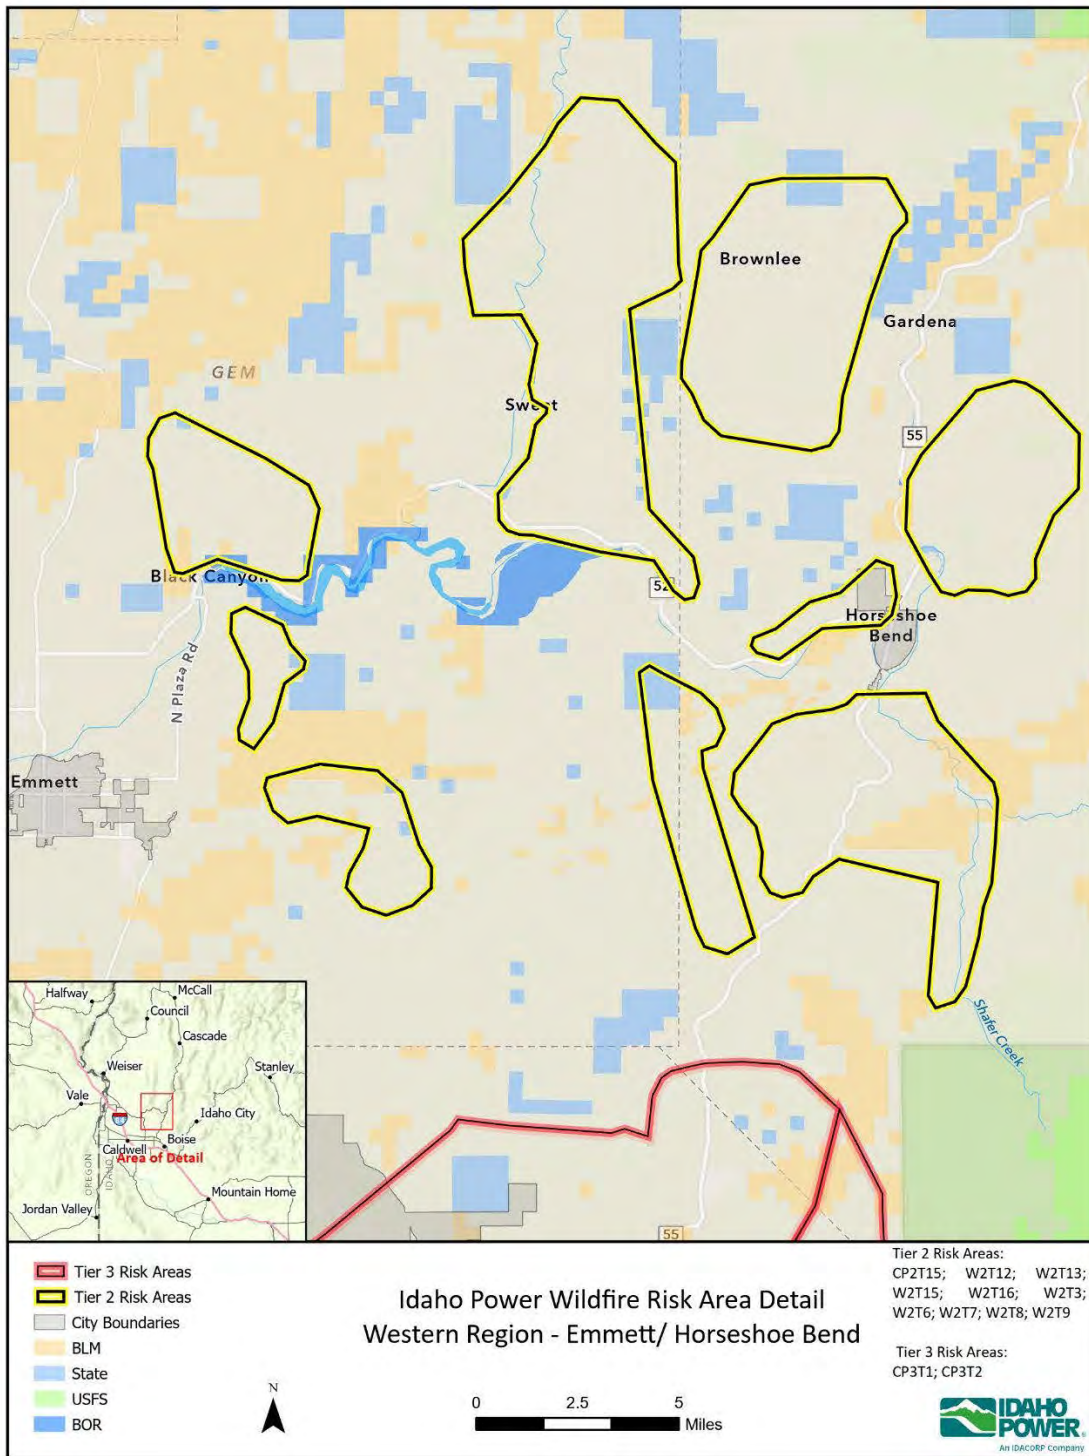 Brownlee
Gardena
GEM
Sweet
55
Black Canyon
52
Horseshoe
Bend
N Plaza Rd
Emmett
Shafer Creek
55
McCall
Halfway
Council
Cascade
Weiser
Stanley
Vale
Idaho City
Boise
Caldwell
Area of Detail
OREGON
IDAHO
Mountain Home
Jordan Valley
Tier 3 Risk Areas
Tier 2 Risk Areas
City Boundaries
BLM
State
USFS
BOR
N
Idaho Power Wildfire Risk Area Detail
Western Region - Emmett/ Horseshoe Bend
0 2.5 5
Miles
Tier 2 Risk Areas:
CP2T15; W2T12; W2T13;
W2T15; W2T16; W2T3;
W2T6; W2T7; W2T8; W2T9
Tier 3 Risk Areas:
CP3T1; CP3T2
IDAHO
POWER
An IDACORP Company